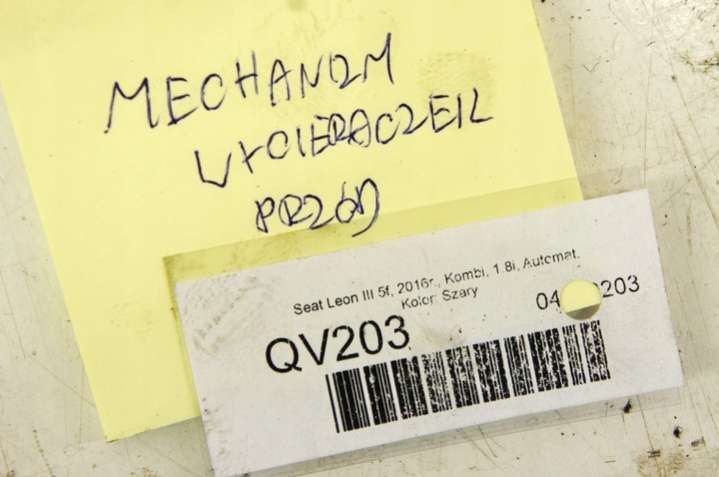 MECHANIZM
WYCIERACZEK
PRZÓD
Seat Leon III 5f, 2016r., Kombi, 1.8i, Automat.
Kolor: Szary
QV203